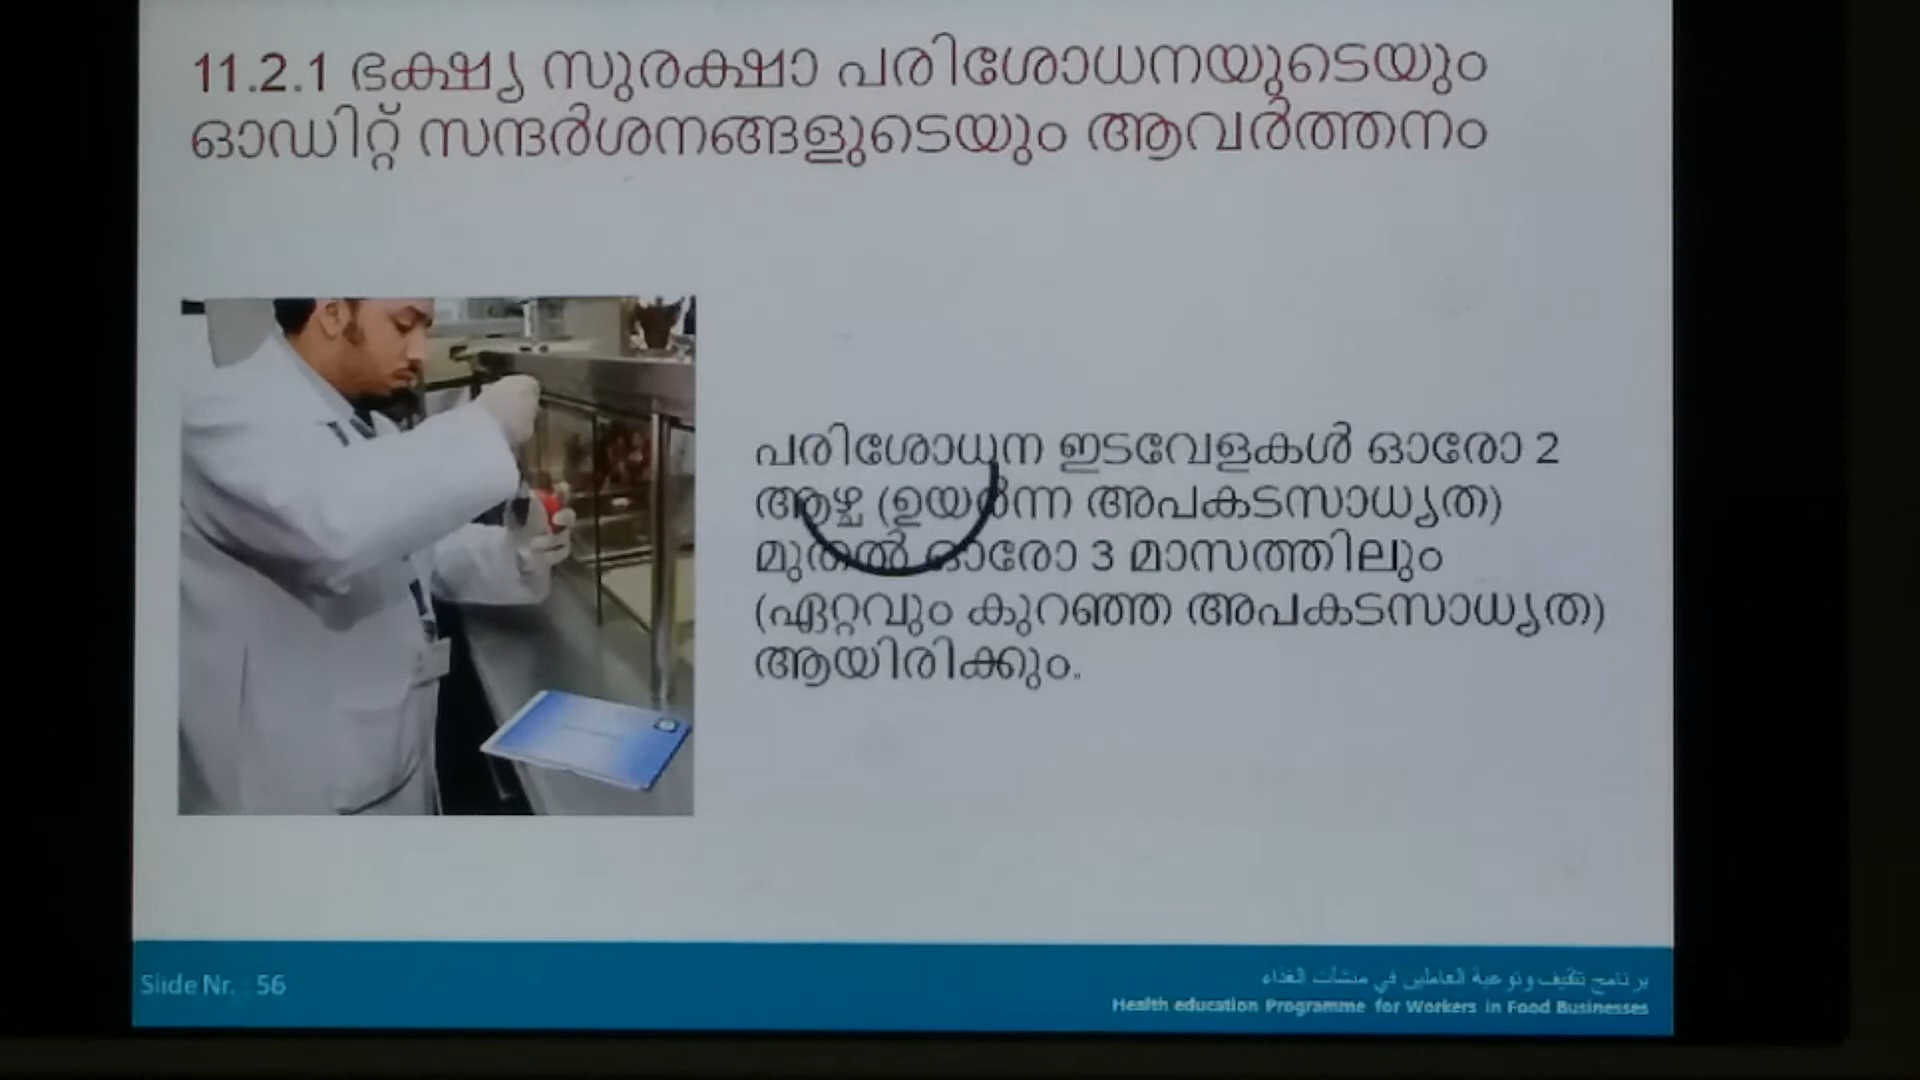 11.2.1 ഭക്ഷ്യ സുരക്ഷാ പരിശോധനയുടെയും
ഓഡിറ്റ് സന്ദർശനങ്ങളുടെയും ആവർത്തനം
പരിശോധന ഇടവേളകൾ ഓരോ 2
ആഴ്ച (ഉയർന്ന അപകടസാധ്യത)
മുതൽ ഓരോ 3 മാസത്തിലും
(ഏറ്റവും കുറഞ്ഞ അപകടസാധ്യത)
ആയിരിക്കും.
Slide Nr. 56
برنامج تثقيف وتوعية العاملين في منشآت الغذاء
Health education Programme for Workers in Food Businesses